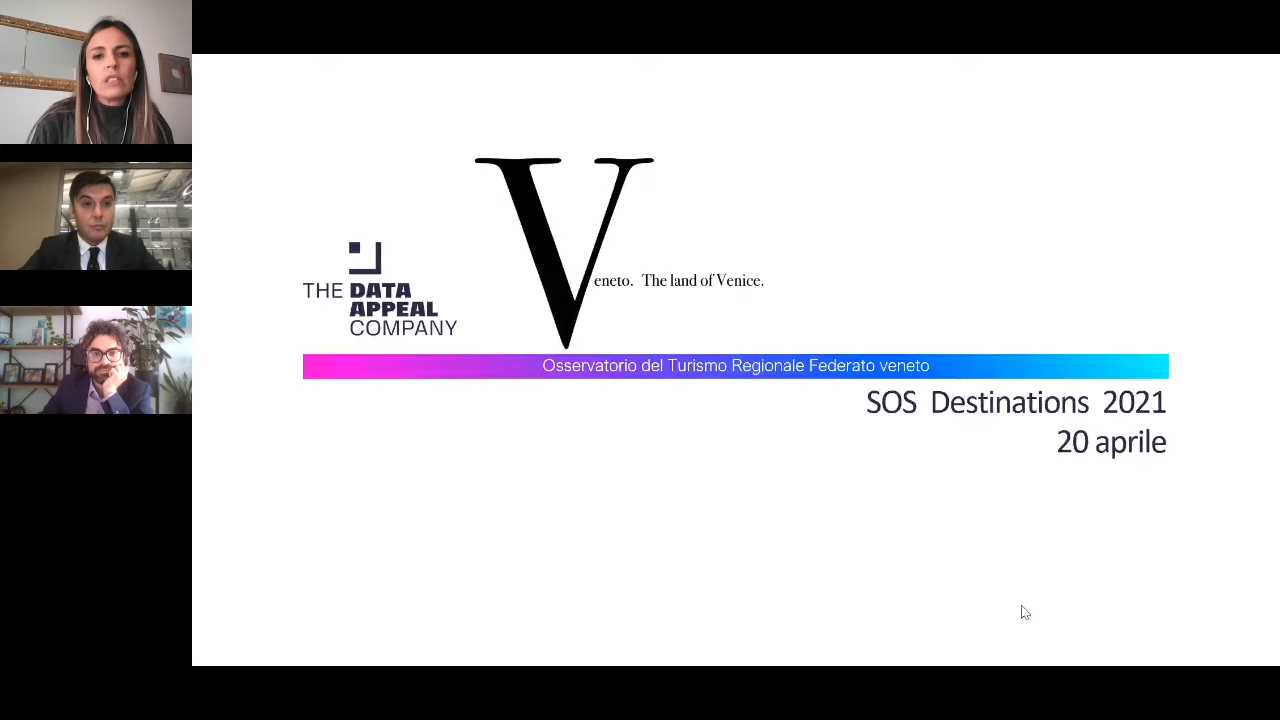 THE DATA
APPEAL
COMPANY
Veneto. The land of Venice.
Osservatorio del Turismo Regionale Federato veneto
SOS Destinations 2021
20 aprile